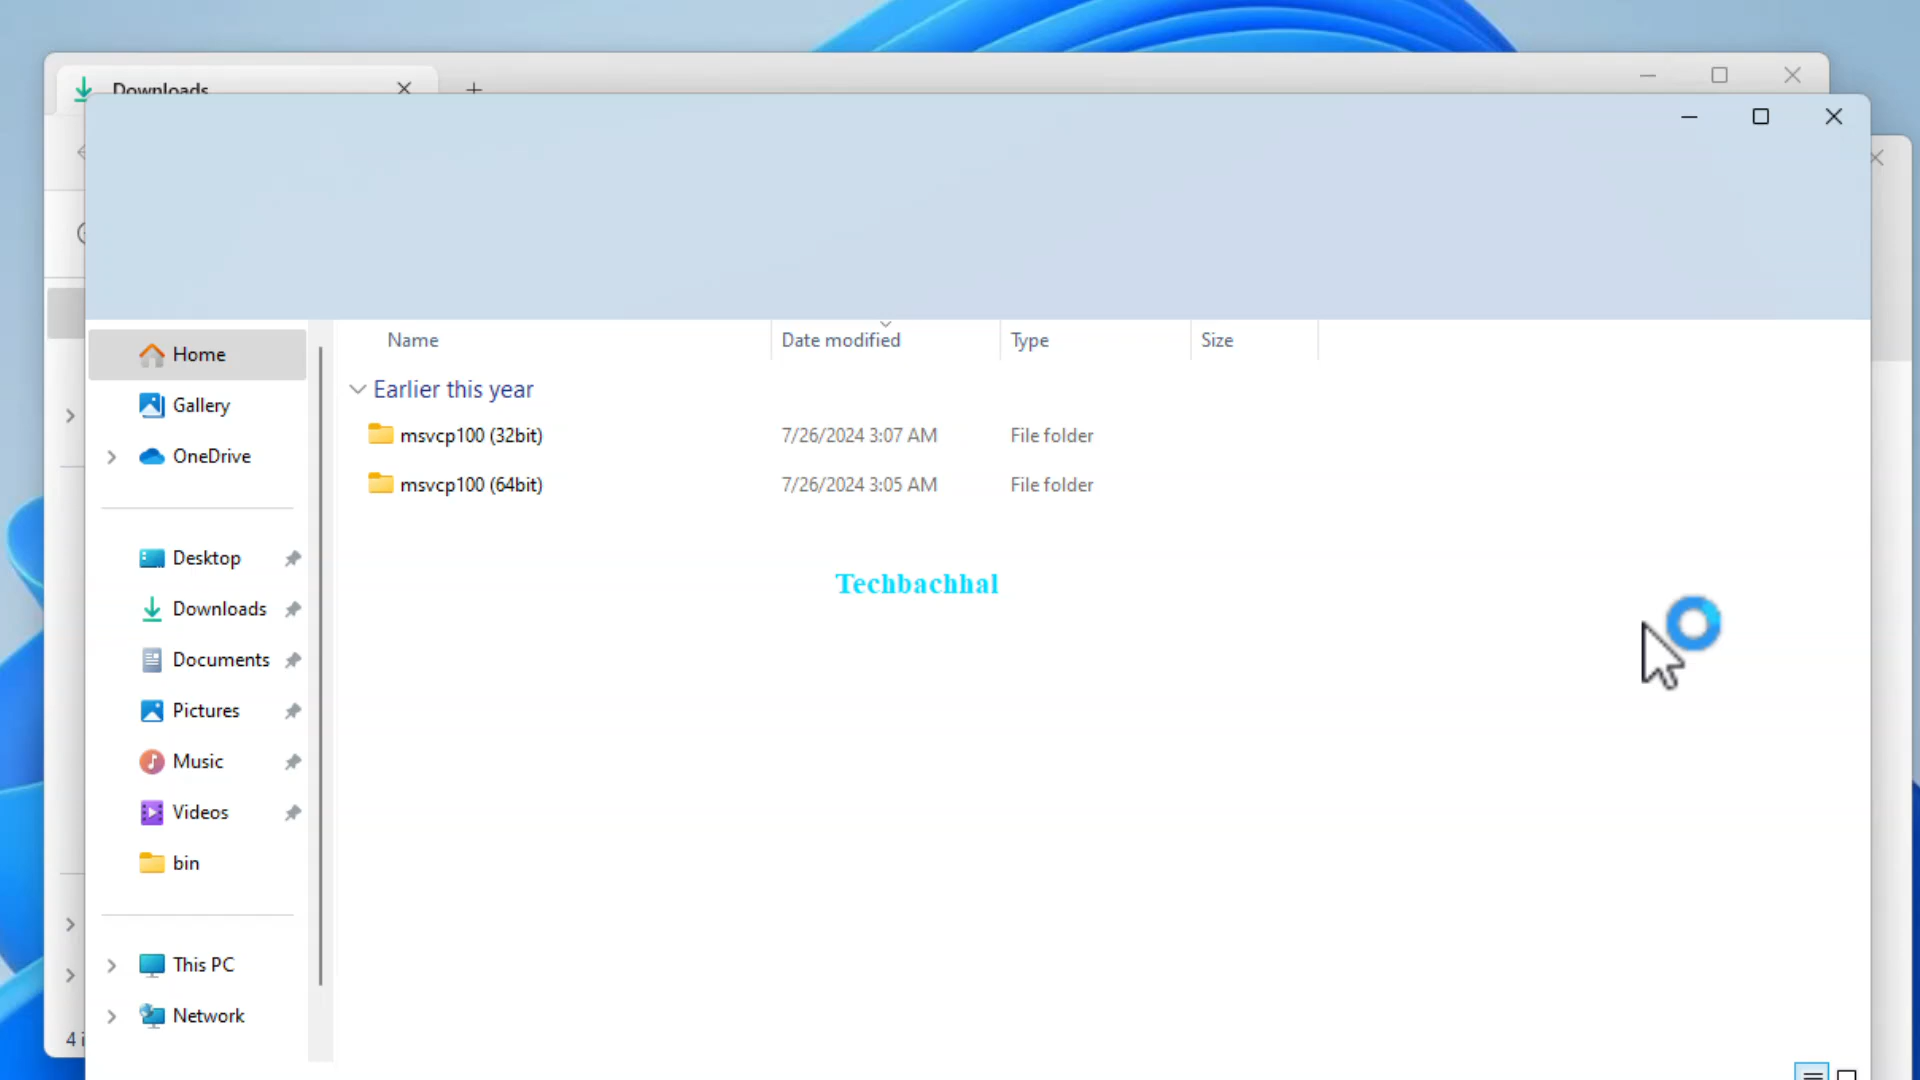 Downloads
Name Date modified Type Size
Home
Earlier this year
Gallery
msvcp100 (32bit) 7/26/2024 3:07 AM File folder
OneDrive
msvcp100 (64bit) 7/26/2024 3:05 AM File folder
Desktop
Techbachhal
Downloads
Documents
Pictures
Music
Videos
bin
This PC
Network
4 i